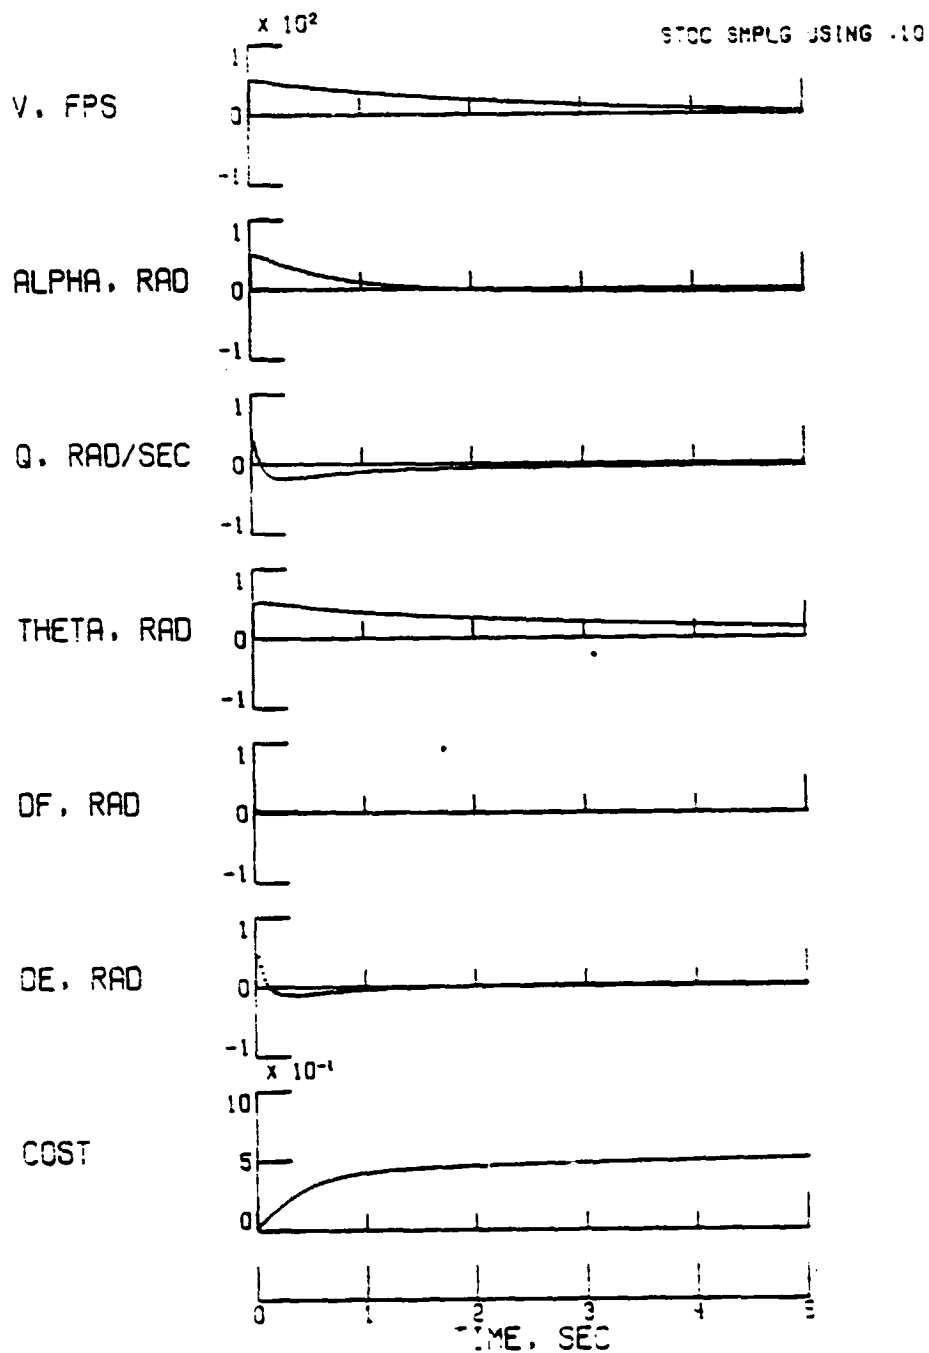 X 10²
STOC SMPLG USING .10
1
V, FPS
0
-1
1
ALPHA, RAD
0
-1
1
Q, RAD/SEC
0
-1
1
THETA, RAD
0
-1
1
DF, RAD
0
-1
1
DE, RAD
0
-1
X 10⁻¹
10
COST
5
0
0 1 2 3 4 5
TIME, SEC